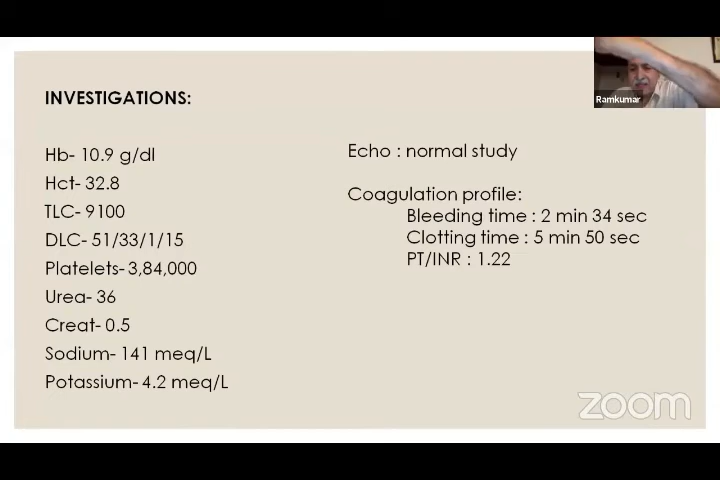 INVESTIGATIONS:
Hb- 10.9 g/dl
Hct- 32.8
TLC- 9100
DLC- 51/33/1/15
Platelets- 3,84,000
Urea- 36
Creat- 0.5
Sodium- 141 meq/L
Potassium- 4.2 meq/L
Echo : normal study
Coagulation profile:
Bleeding time : 2 min 34 sec
Clotting time : 5 min 50 sec
PT/INR : 1.22
Ramkumar
zoom